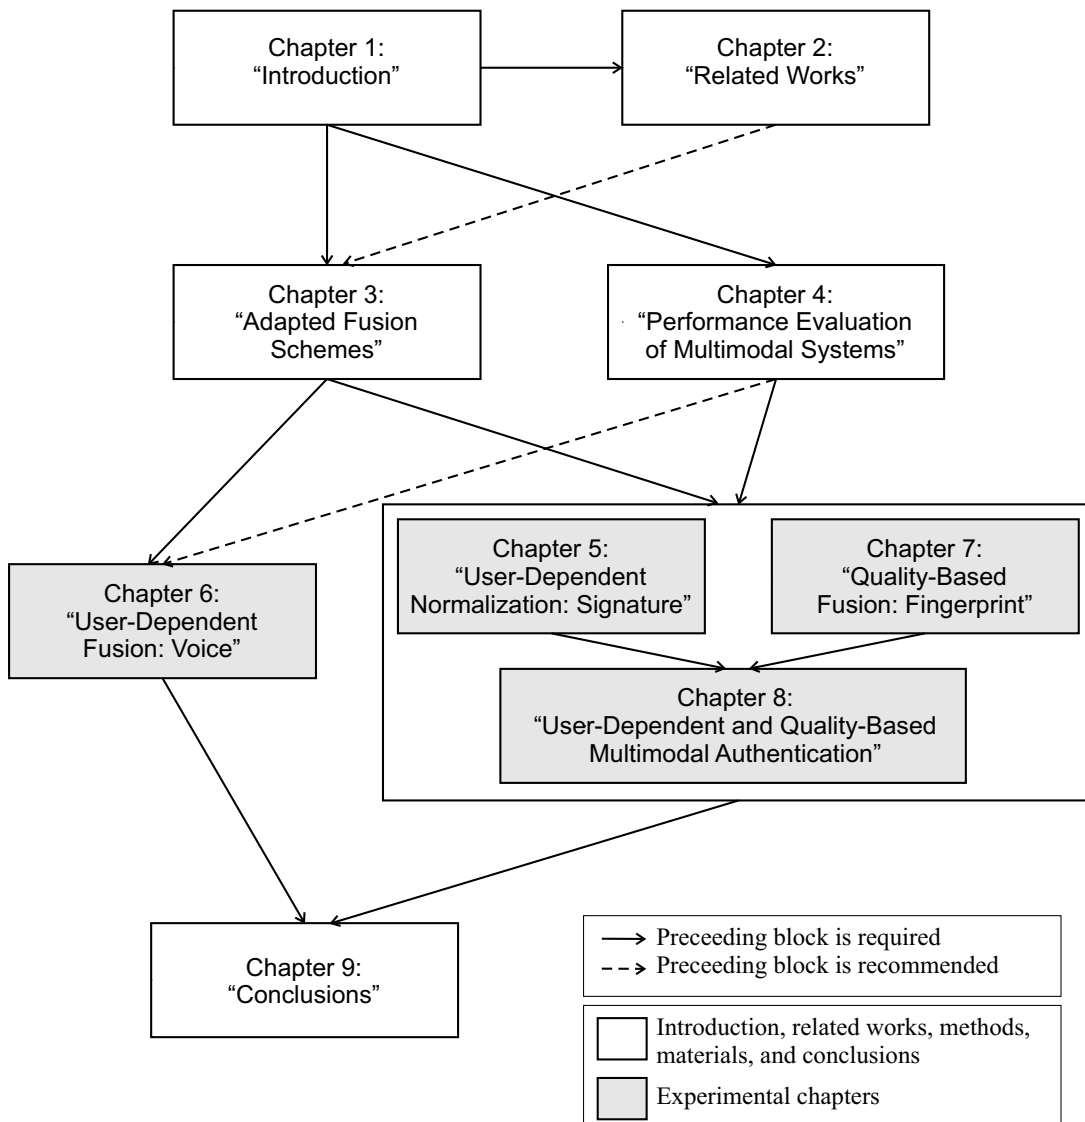 Chapter 1:
“Introduction”
Chapter 2:
“Related Works”
Chapter 3:
“Adapted Fusion
Schemes”
Chapter 4:
“Performance Evaluation
of Multimodal Systems”
Chapter 5:
“User-Dependent
Normalization: Signature”
Chapter 7:
“Quality-Based
Fusion: Fingerprint”
Chapter 6:
“User-Dependent
Fusion: Voice”
Chapter 8:
“User-Dependent and Quality-Based
Multimodal Authentication”
Chapter 9:
“Conclusions”
Preceeding block is required
Preceeding block is recommended
Introduction, related works, methods,
materials, and conclusions
Experimental chapters